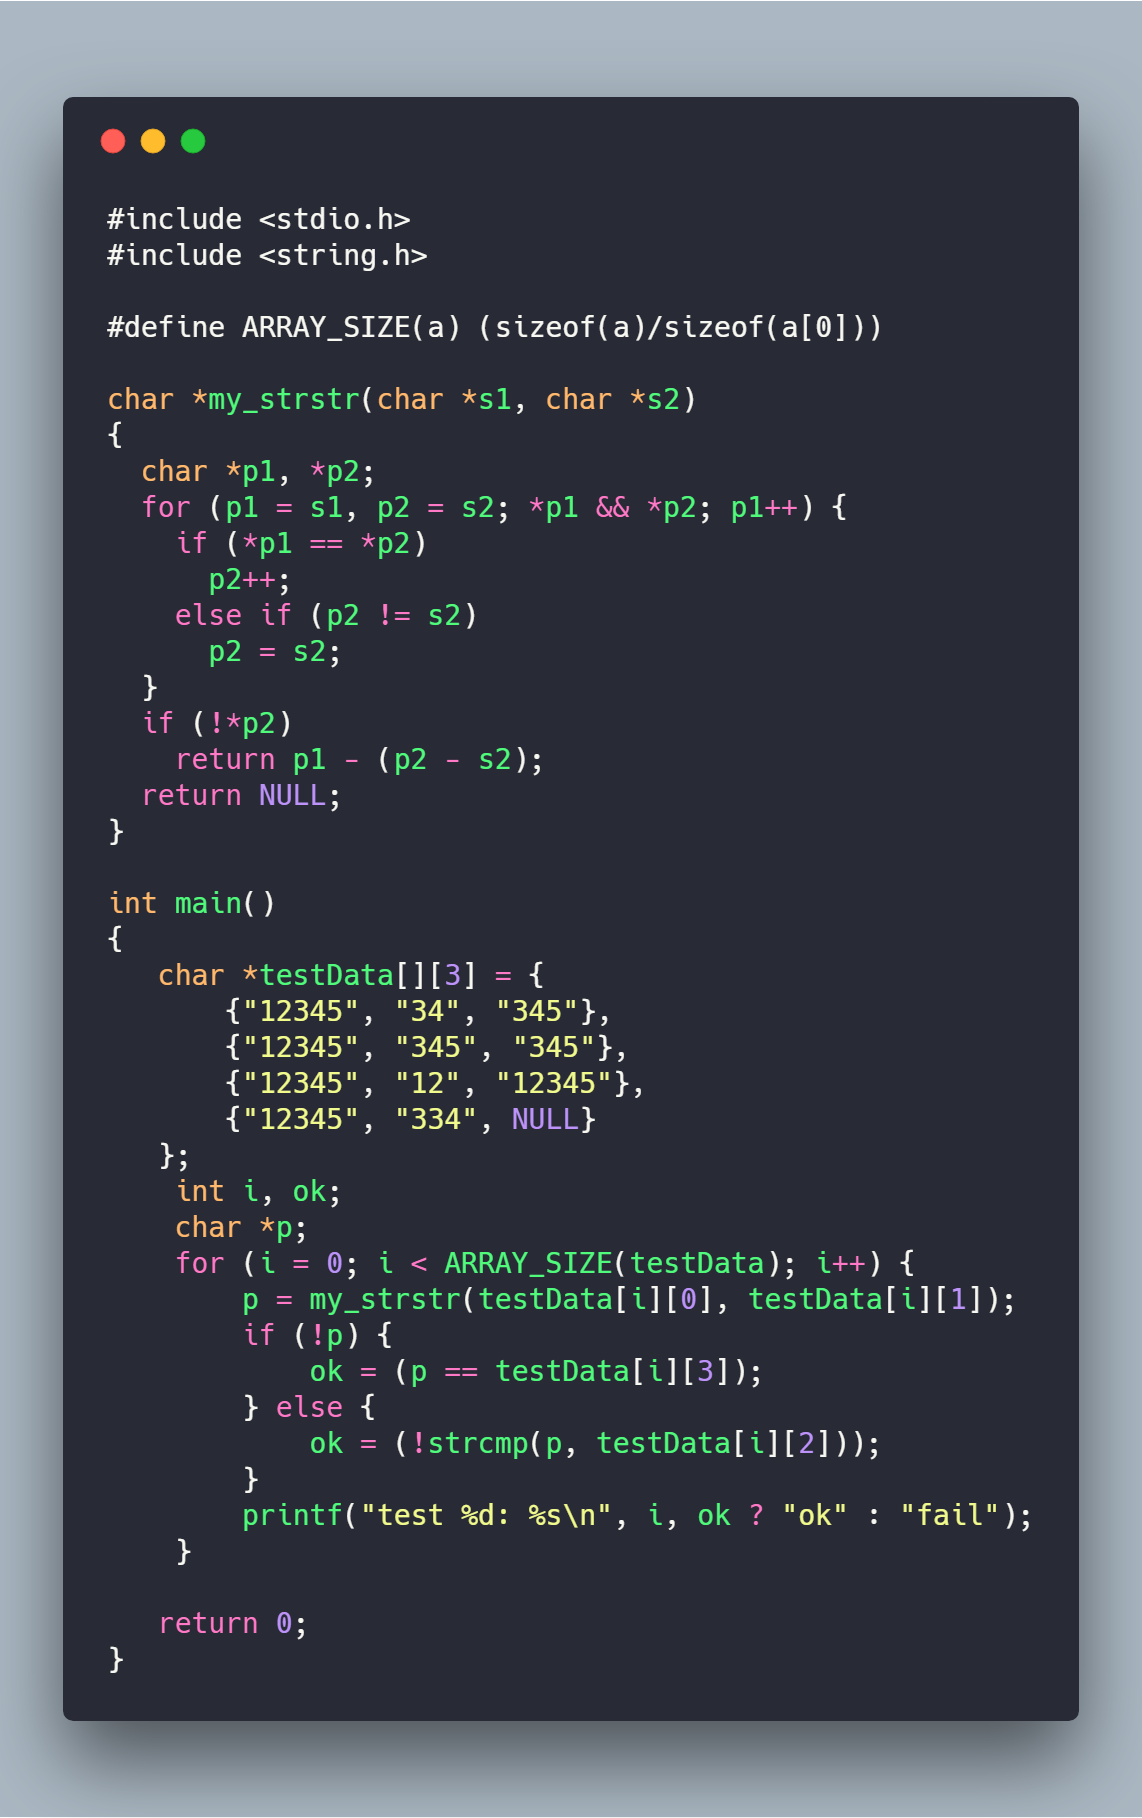 #include <stdio.h>
#include <string.h>

#define ARRAY_SIZE(a) (sizeof(a)/sizeof(a[0]))

char *my_strstr(char *s1, char *s2)
{
  char *p1, *p2;
  for (p1 = s1, p2 = s2; *p1 && *p2; p1++) {
    if (*p1 == *p2)
      p2++;
    else if (p2 != s2)
      p2 = s2;
  }
  if (!*p2)
    return p1 - (p2 - s2);
  return NULL;
}

int main()
{
   char *testData[][3] = {
       {"12345", "34", "345"},
       {"12345", "345", "345"},
       {"12345", "12", "12345"},
       {"12345", "334", NULL}
   };
    int i, ok;
    char *p;
    for (i = 0; i < ARRAY_SIZE(testData); i++) {
        p = my_strstr(testData[i][0], testData[i][1]);
        if (!p) {
            ok = (p == testData[i][3]);
        } else {
            ok = (!strcmp(p, testData[i][2]));
        }
        printf("test %d: %s\n", i, ok ? "ok" : "fail");
    }

   return 0;
}